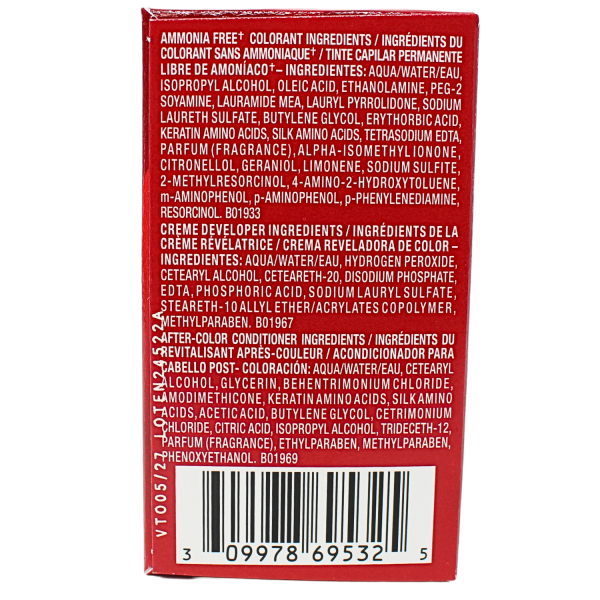 AMMONIA FREE† COLORANT INGREDIENTS / INGRÉDIENTS DU
COLORANT SANS AMMONIAQUE† / TINTE CAPILAR PERMANENTE
LIBRE DE AMONÍACO†– INGREDIENTES: AQUA/WATER/EAU,
ISOPROPYL ALCOHOL, OLEIC ACID, ETHANOLAMINE, PEG-2
SOYAMINE, LAURAMIDE MEA, LAURYL PYRROLIDONE, SODIUM
LAURETH SULFATE, BUTYLENE GLYCOL, ERYTHORBIC ACID,
KERATIN AMINO ACIDS, SILK AMINO ACIDS, TETRASODIUM EDTA,
PARFUM (FRAGRANCE), ALPHA-ISOMETHYL IONONE,
CITRONELLOL, GERANIOL, LIMONENE, SODIUM SULFITE,
2-METHYLRESORCINOL, 4-AMINO-2-HYDROXYTOLUENE,
m-AMINOPHENOL, p-AMINOPHENOL, p-PHENYLENEDIAMINE,
RESORCINOL. B01933
CREME DEVELOPER INGREDIENTS / INGRÉDIENTS DE LA
CRÈME RÉVÉLATRICE / CREMA REVELADORA DE COLOR –
INGREDIENTES: AQUA/WATER/EAU, HYDROGEN PEROXIDE,
CETEARYL ALCOHOL, CETEARETH-20, DISODIUM PHOSPHATE,
EDTA, PHOSPHORIC ACID, SODIUM LAURYL SULFATE,
STEARETH-10 ALLYL ETHER/ACRYLATES COPOLYMER,
METHYLPARABEN. B01967
AFTER-COLOR CONDITIONER INGREDIENTS / INGRÉDIENTS DU
REVITALISANT APRÈS-COULEUR / ACONDICIONADOR PARA
CABELLO POST- COLORACIÓN: AQUA/WATER/EAU, CETEARYL
ALCOHOL, GLYCERIN, BEHENTRIMONIUM CHLORIDE,
AMODIMETHICONE, KERATIN AMINO ACIDS, SILK AMINO
ACIDS, ACETIC ACID, BUTYLENE GLYCOL, CETRIMONIUM
CHLORIDE, CITRIC ACID, ISOPROPYL ALCOHOL, TRIDECETH-12,
PARFUM (FRAGRANCE), ETHYLPARABEN, METHYLPARABEN,
PHENOXYETHANOL. B01969
VT005/27 LOTEN24522A
3 09978 69532 5